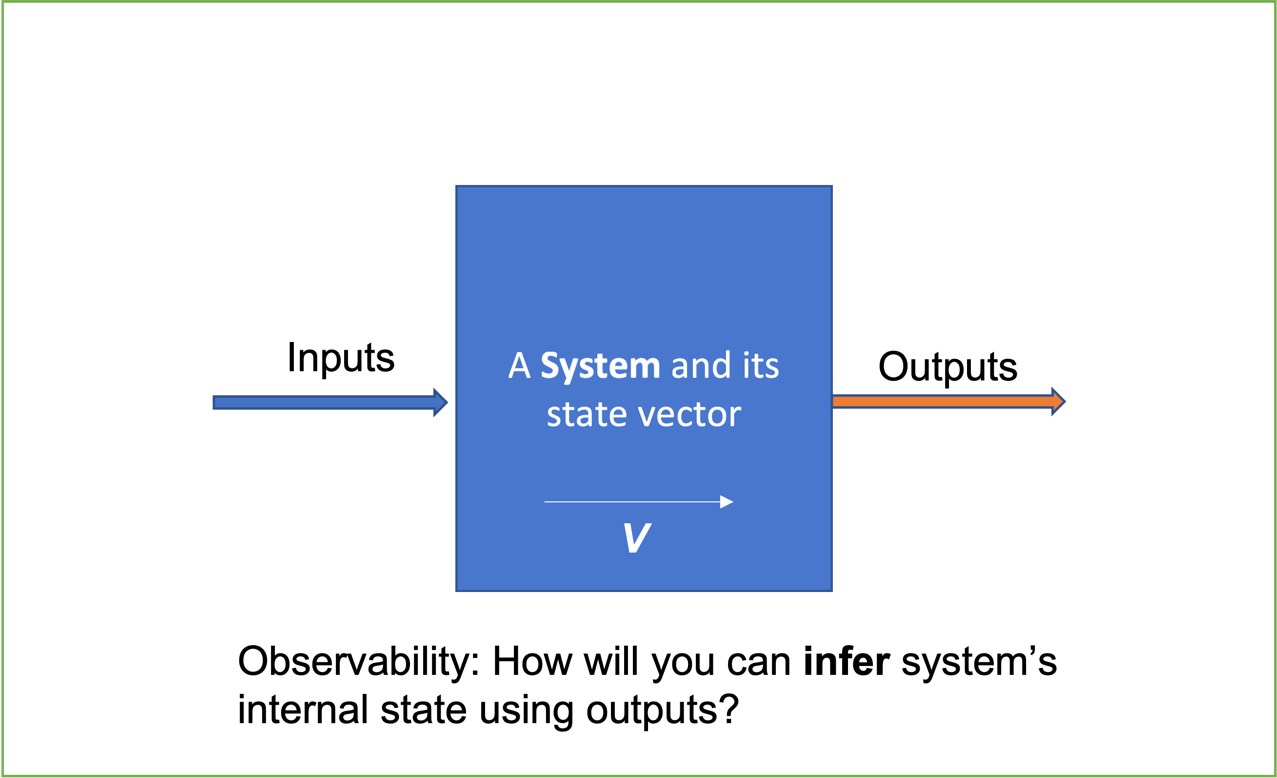 Inputs
A System and its
state vector
V
Outputs
Observability: How will you can infer system’s
internal state using outputs?